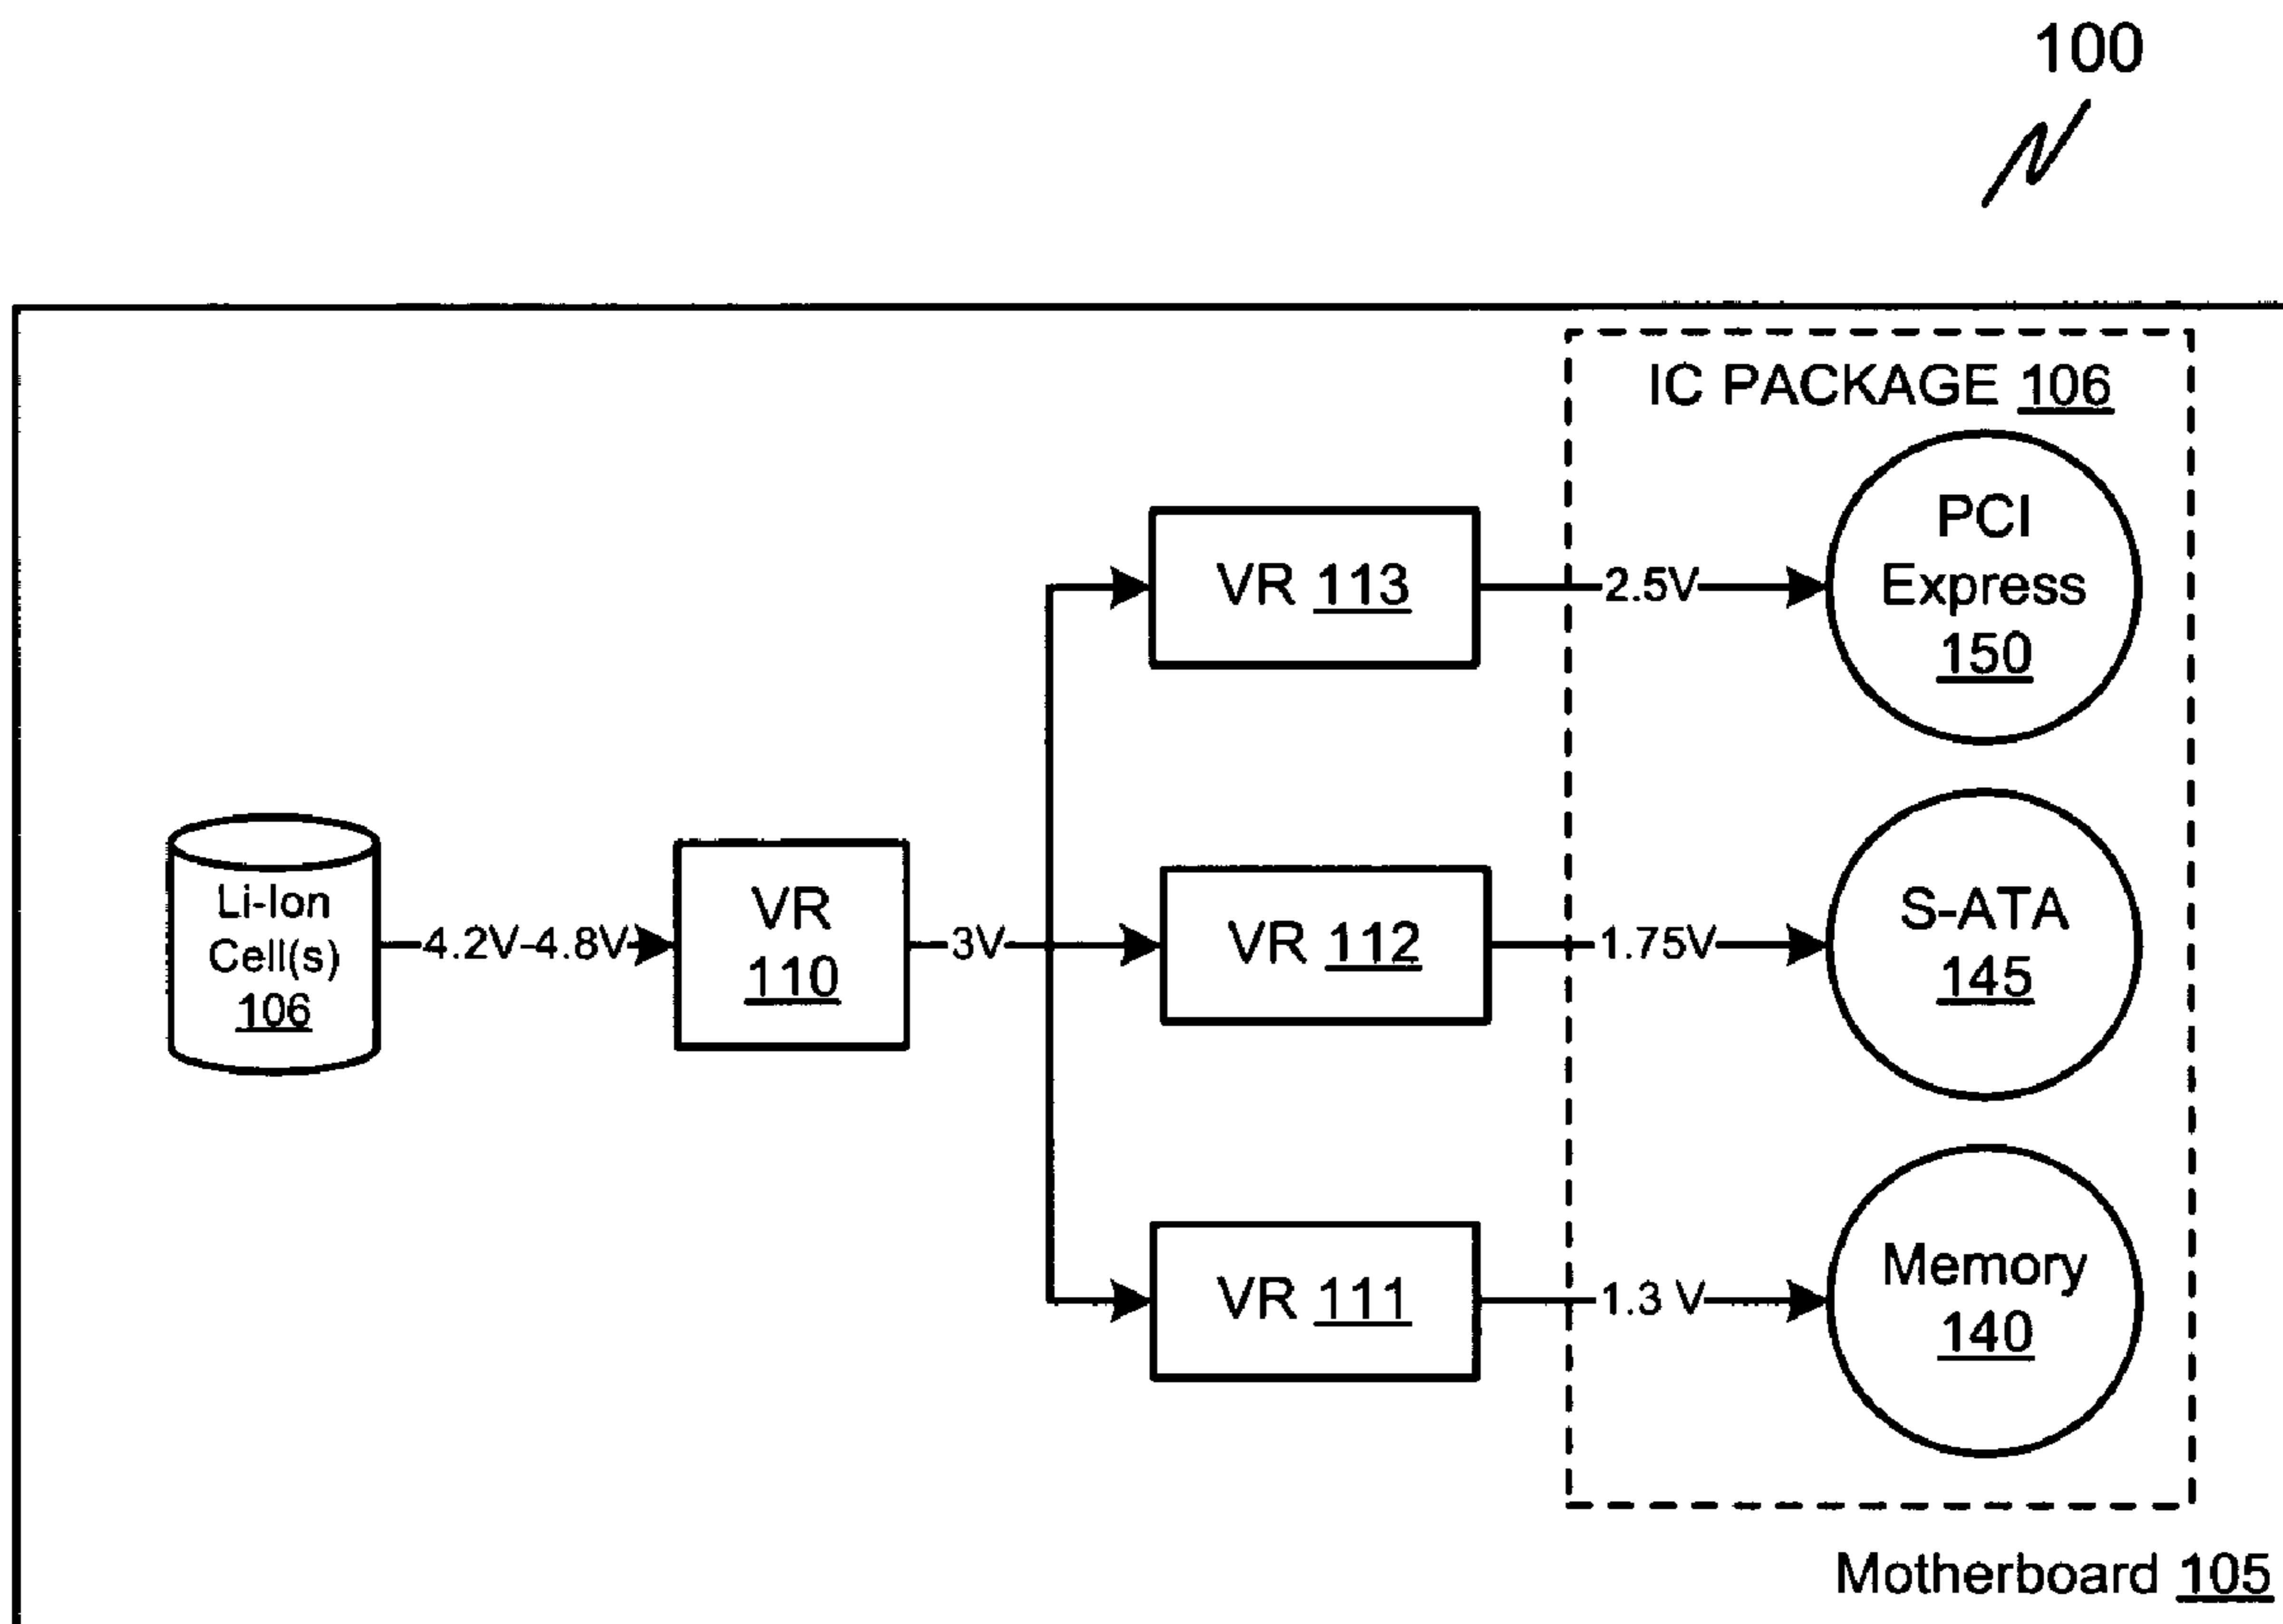 100
IC PACKAGE 106
PCI
Express
150
VR 113
2.5V
Li-Ion
Cell(s)
106
4.2V-4.8V
VR
110
3V
VR 112
1.75V
S-ATA
145
VR 111
1.3 V
Memory
140
Motherboard 105